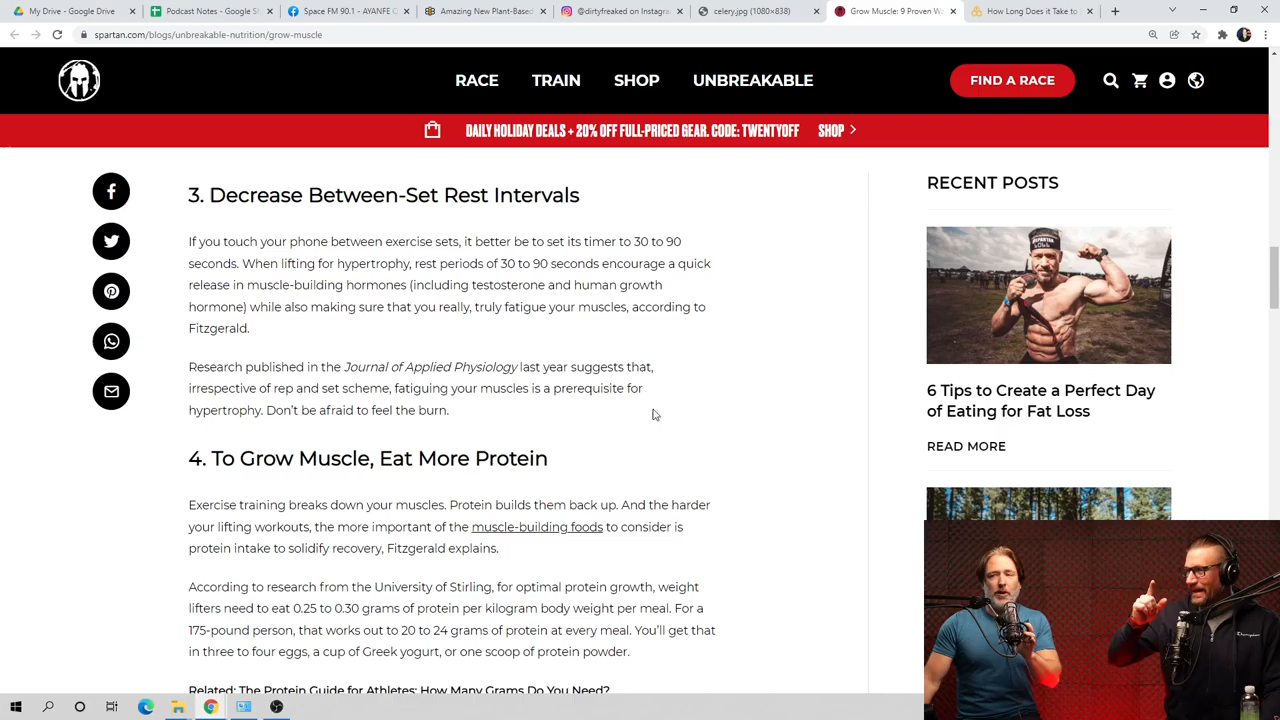 My Drive - Google Drive
Podcast Notes - Google Sh
Space FM 90.1 - AYANFE
Amazing New Plant-Based
@dirtyfreaked on Instagram
celery.jpg (1080×838)
Grow Muscle: 9 Proven Wa
How Long Does it Take to
spartan.com/blogs/unbreakable-nutrition/grow-muscle
RACE TRAIN SHOP UNBREAKABLE FIND A RACE
DAILY HOLIDAY DEALS + 20% OFF FULL-PRICED GEAR. CODE: TWENTYOFF SHOP
3. Decrease Between-Set Rest Intervals
If you touch your phone between exercise sets, it better be to set its timer to 30 to 90
seconds. When lifting for hypertrophy, rest periods of 30 to 90 seconds encourage a quick
release in muscle-building hormones (including testosterone and human growth
hormone) while also making sure that you really, truly fatigue your muscles, according to
Fitzgerald.
Research published in the Journal of Applied Physiology last year suggests that,
irrespective of rep and set scheme, fatiguing your muscles is a prerequisite for
hypertrophy. Don't be afraid to feel the burn.
4. To Grow Muscle, Eat More Protein
Exercise training breaks down your muscles. Protein builds them back up. And the harder
your lifting workouts, the more important of the muscle-building foods to consider is
protein intake to solidify recovery, Fitzgerald explains.
According to research from the University of Stirling, for optimal protein growth, weight
lifters need to eat 0.25 to 0.30 grams of protein per kilogram body weight per meal. For a
175-pound person, that works out to 20 to 24 grams of protein at every meal. You'll get that
in three to four eggs, a cup of Greek yogurt, or one scoop of protein powder.
Related: The Protein Guide for Athletes: How Many Grams Do You Need?
RECENT POSTS
SPARTAN
6 Tips to Create a Perfect Day
of Eating for Fat Loss
READ MORE
Champion